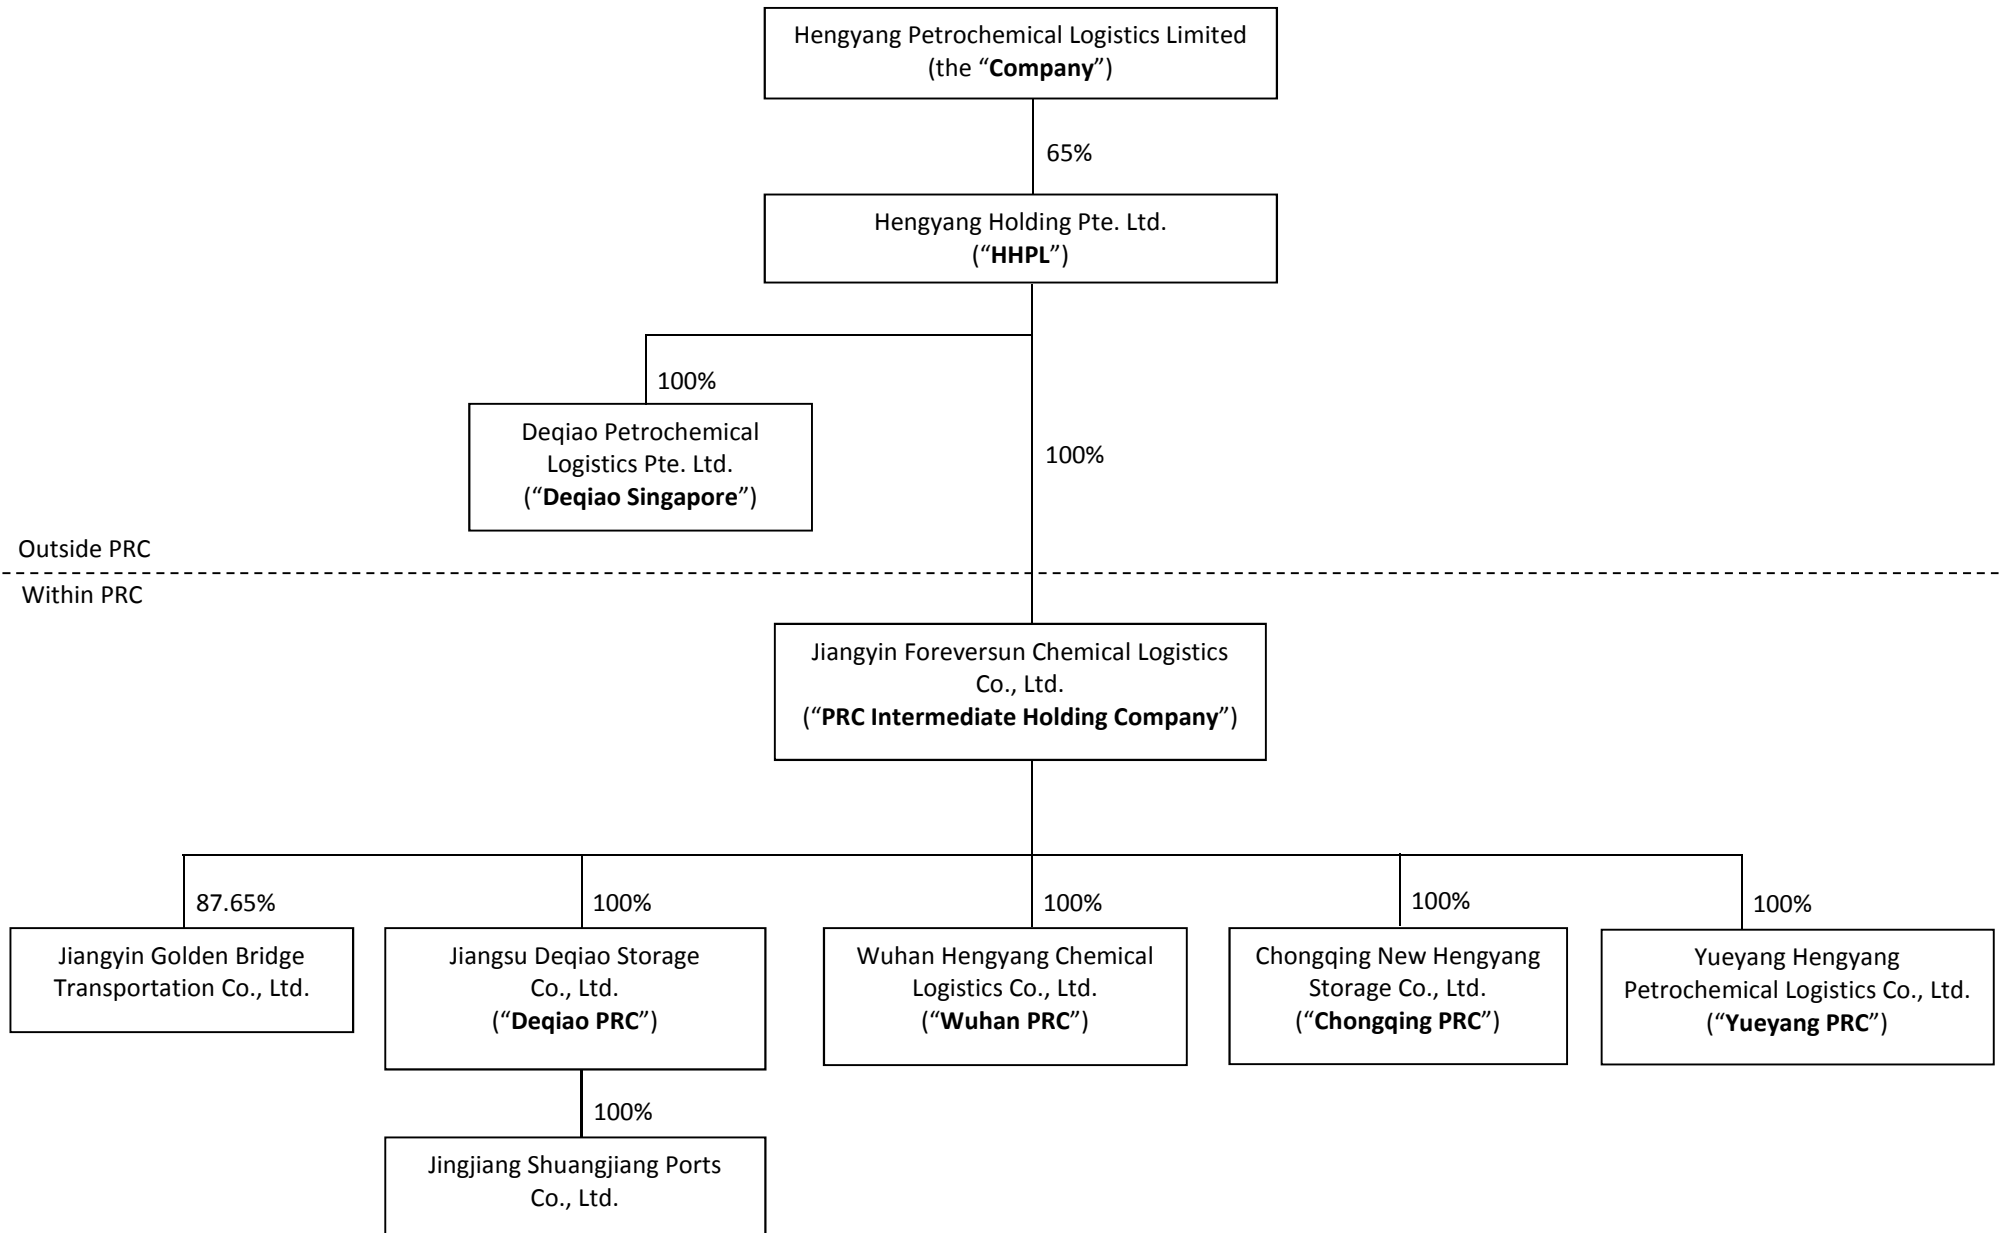 Hengyang Petrochemical Logistics Limited
(the “Company”)
65%
Hengyang Holding Pte. Ltd.
(“HHPL”)
100%
Deqiao Petrochemical
Logistics Pte. Ltd.
(“Deqiao Singapore”)
100%
Outside PRC
Within PRC
Jiangyin Foreversun Chemical Logistics
Co., Ltd.
(“PRC Intermediate Holding Company”)
87.65%
100%
100%
100%
100%
Jiangyin Golden Bridge
Transportation Co., Ltd.
Jiangsu Deqiao Storage
Co., Ltd.
(“Deqiao PRC”)
Wuhan Hengyang Chemical
Logistics Co., Ltd.
(“Wuhan PRC”)
Chongqing New Hengyang
Storage Co., Ltd.
(“Chongqing PRC”)
Yueyang Hengyang
Petrochemical Logistics Co., Ltd.
(“Yueyang PRC”)
100%
Jingjiang Shuangjiang Ports
Co., Ltd.